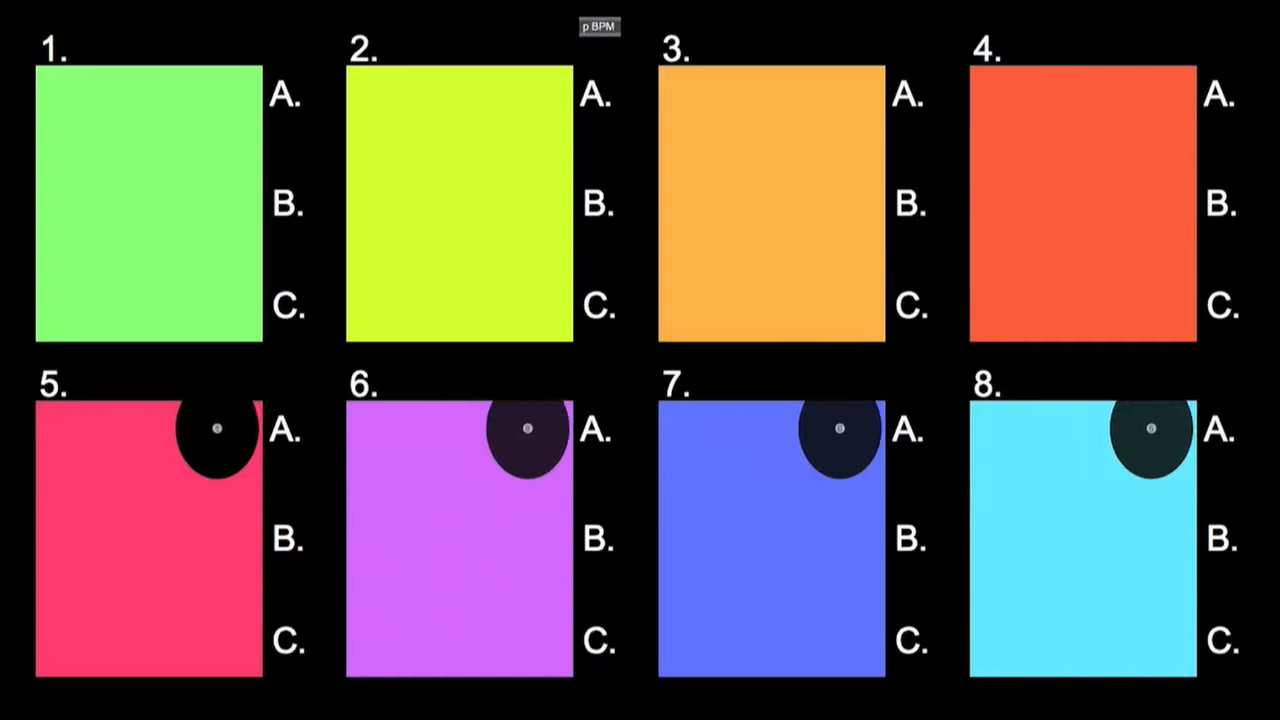 p BPM
1. 2. 3. 4.
A. A. A. A.
B. B. B. B.
C. C. C. C.
5. 6. 7. 8.
A. A. A. A.
B. B. B. B.
C. C. C. C.